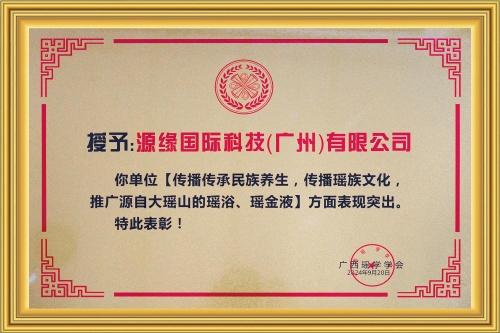 授予:源缘国际科技(广州)有限公司
你单位【传播传承民族养生，传播瑶族文化，
推广源自大瑶山的瑶浴、瑶金液】方面表现突出。
特此表彰！
广西瑶学学会
2024年9月20日